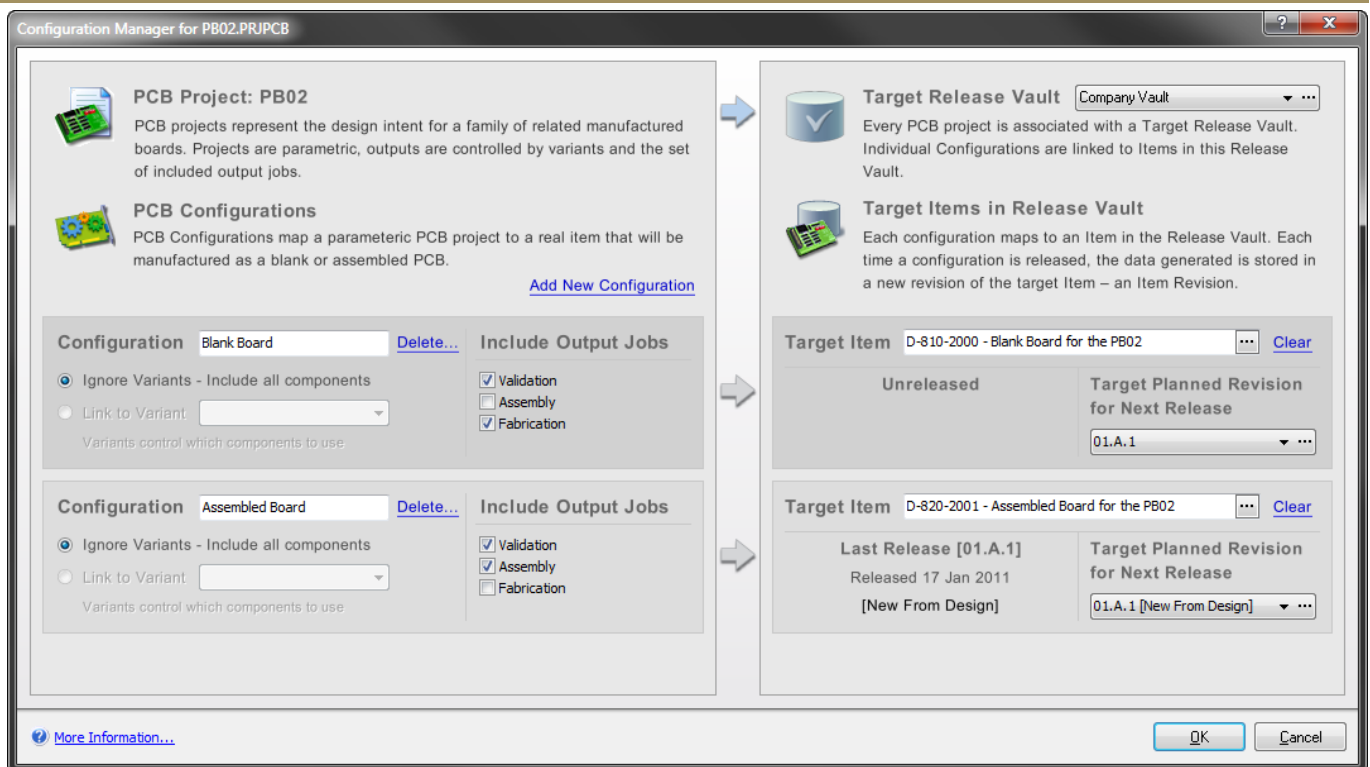 Configuration Manager for PB02.PRJPCB
?
X
PCB Project: PB02
PCB projects represent the design intent for a family of related manufactured
boards. Projects are parametric, outputs are controlled by variants and the set
of included output jobs.
PCB Configurations
PCB Configurations map a parameteric PCB project to a real item that will be
manufactured as a blank or assembled PCB.
Add New Configuration
Target Release Vault Company Vault ...
Every PCB project is associated with a Target Release Vault.
Individual Configurations are linked to Items in this Release
Vault.
Target Items in Release Vault
Each configuration maps to an Item in the Release Vault. Each
time a configuration is released, the data generated is stored in
a new revision of the target Item – an Item Revision.
Configuration Blank Board Delete... Include Output Jobs
Ignore Variants - Include all components
Link to Variant
Variants control which components to use
Validation
Assembly
Fabrication
Target Item D-810-2000 - Blank Board for the PB02 ... Clear
Unreleased
Target Planned Revision
for Next Release
01.A.1 ...
Configuration Assembled Board Delete... Include Output Jobs
Ignore Variants - Include all components
Link to Variant
Variants control which components to use
Validation
Assembly
Fabrication
Target Item D-820-2001 - Assembled Board for the PB02 ... Clear
Last Release [01.A.1]
Released 17 Jan 2011
[New From Design]
Target Planned Revision
for Next Release
01.A.1 [New From Design] ...
? More Information...
OK
Cancel